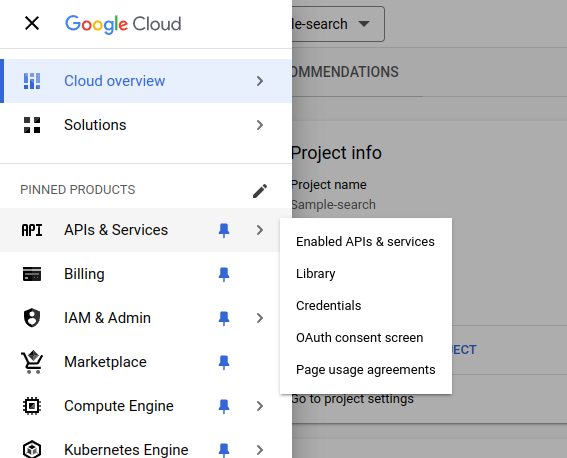 Google Cloud
le-search
Cloud overview
OMMENDATIONS
Solutions
Project info
PINNED PRODUCTS
Project name
Sample-search
API APIs & Services
Enabled APIs & services
Billing
Library
Credentials
IAM & Admin
OAuth consent screen
JECT
Marketplace
Page usage agreements
Compute Engine
Go to project settings
Kubernetes Engine